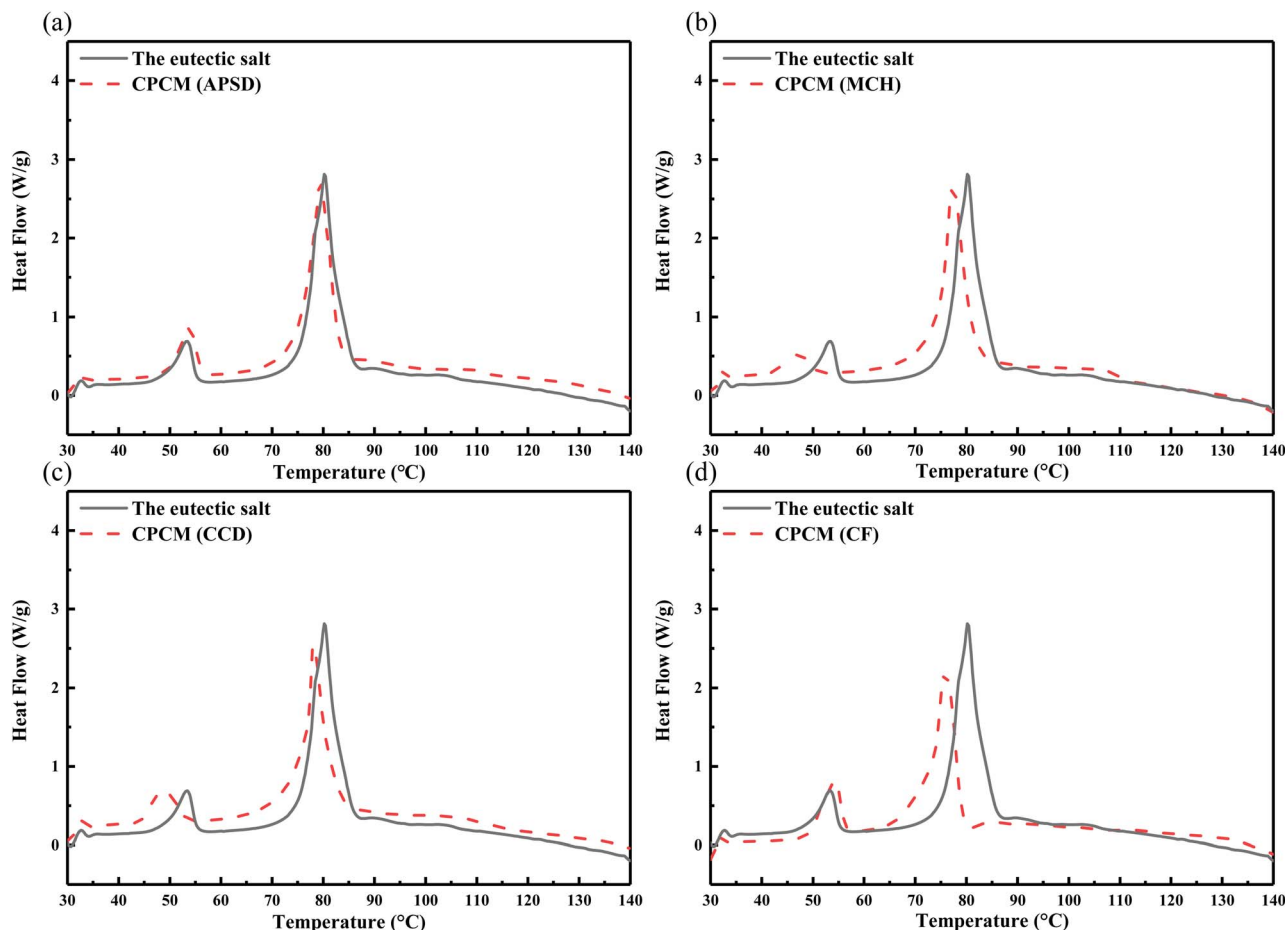 (a)
The eutectic salt
CPCM (APSD)
Heat Flow (W/g)
4
3
2
1
0
30 40 50 60 70 80 90 100 110 120 130 140
Temperature (°C)
(b)
The eutectic salt
CPCM (MCH)
Heat Flow (W/g)
4
3
2
1
0
30 40 50 60 70 80 90 100 110 120 130 140
Temperature (°C)
(c)
The eutectic salt
CPCM (CCD)
Heat Flow (W/g)
4
3
2
1
0
30 40 50 60 70 80 90 100 110 120 130 140
Temperature (°C)
(d)
The eutectic salt
CPCM (CF)
Heat Flow (W/g)
4
3
2
1
0
30 40 50 60 70 80 90 100 110 120 130 140
Temperature (°C)